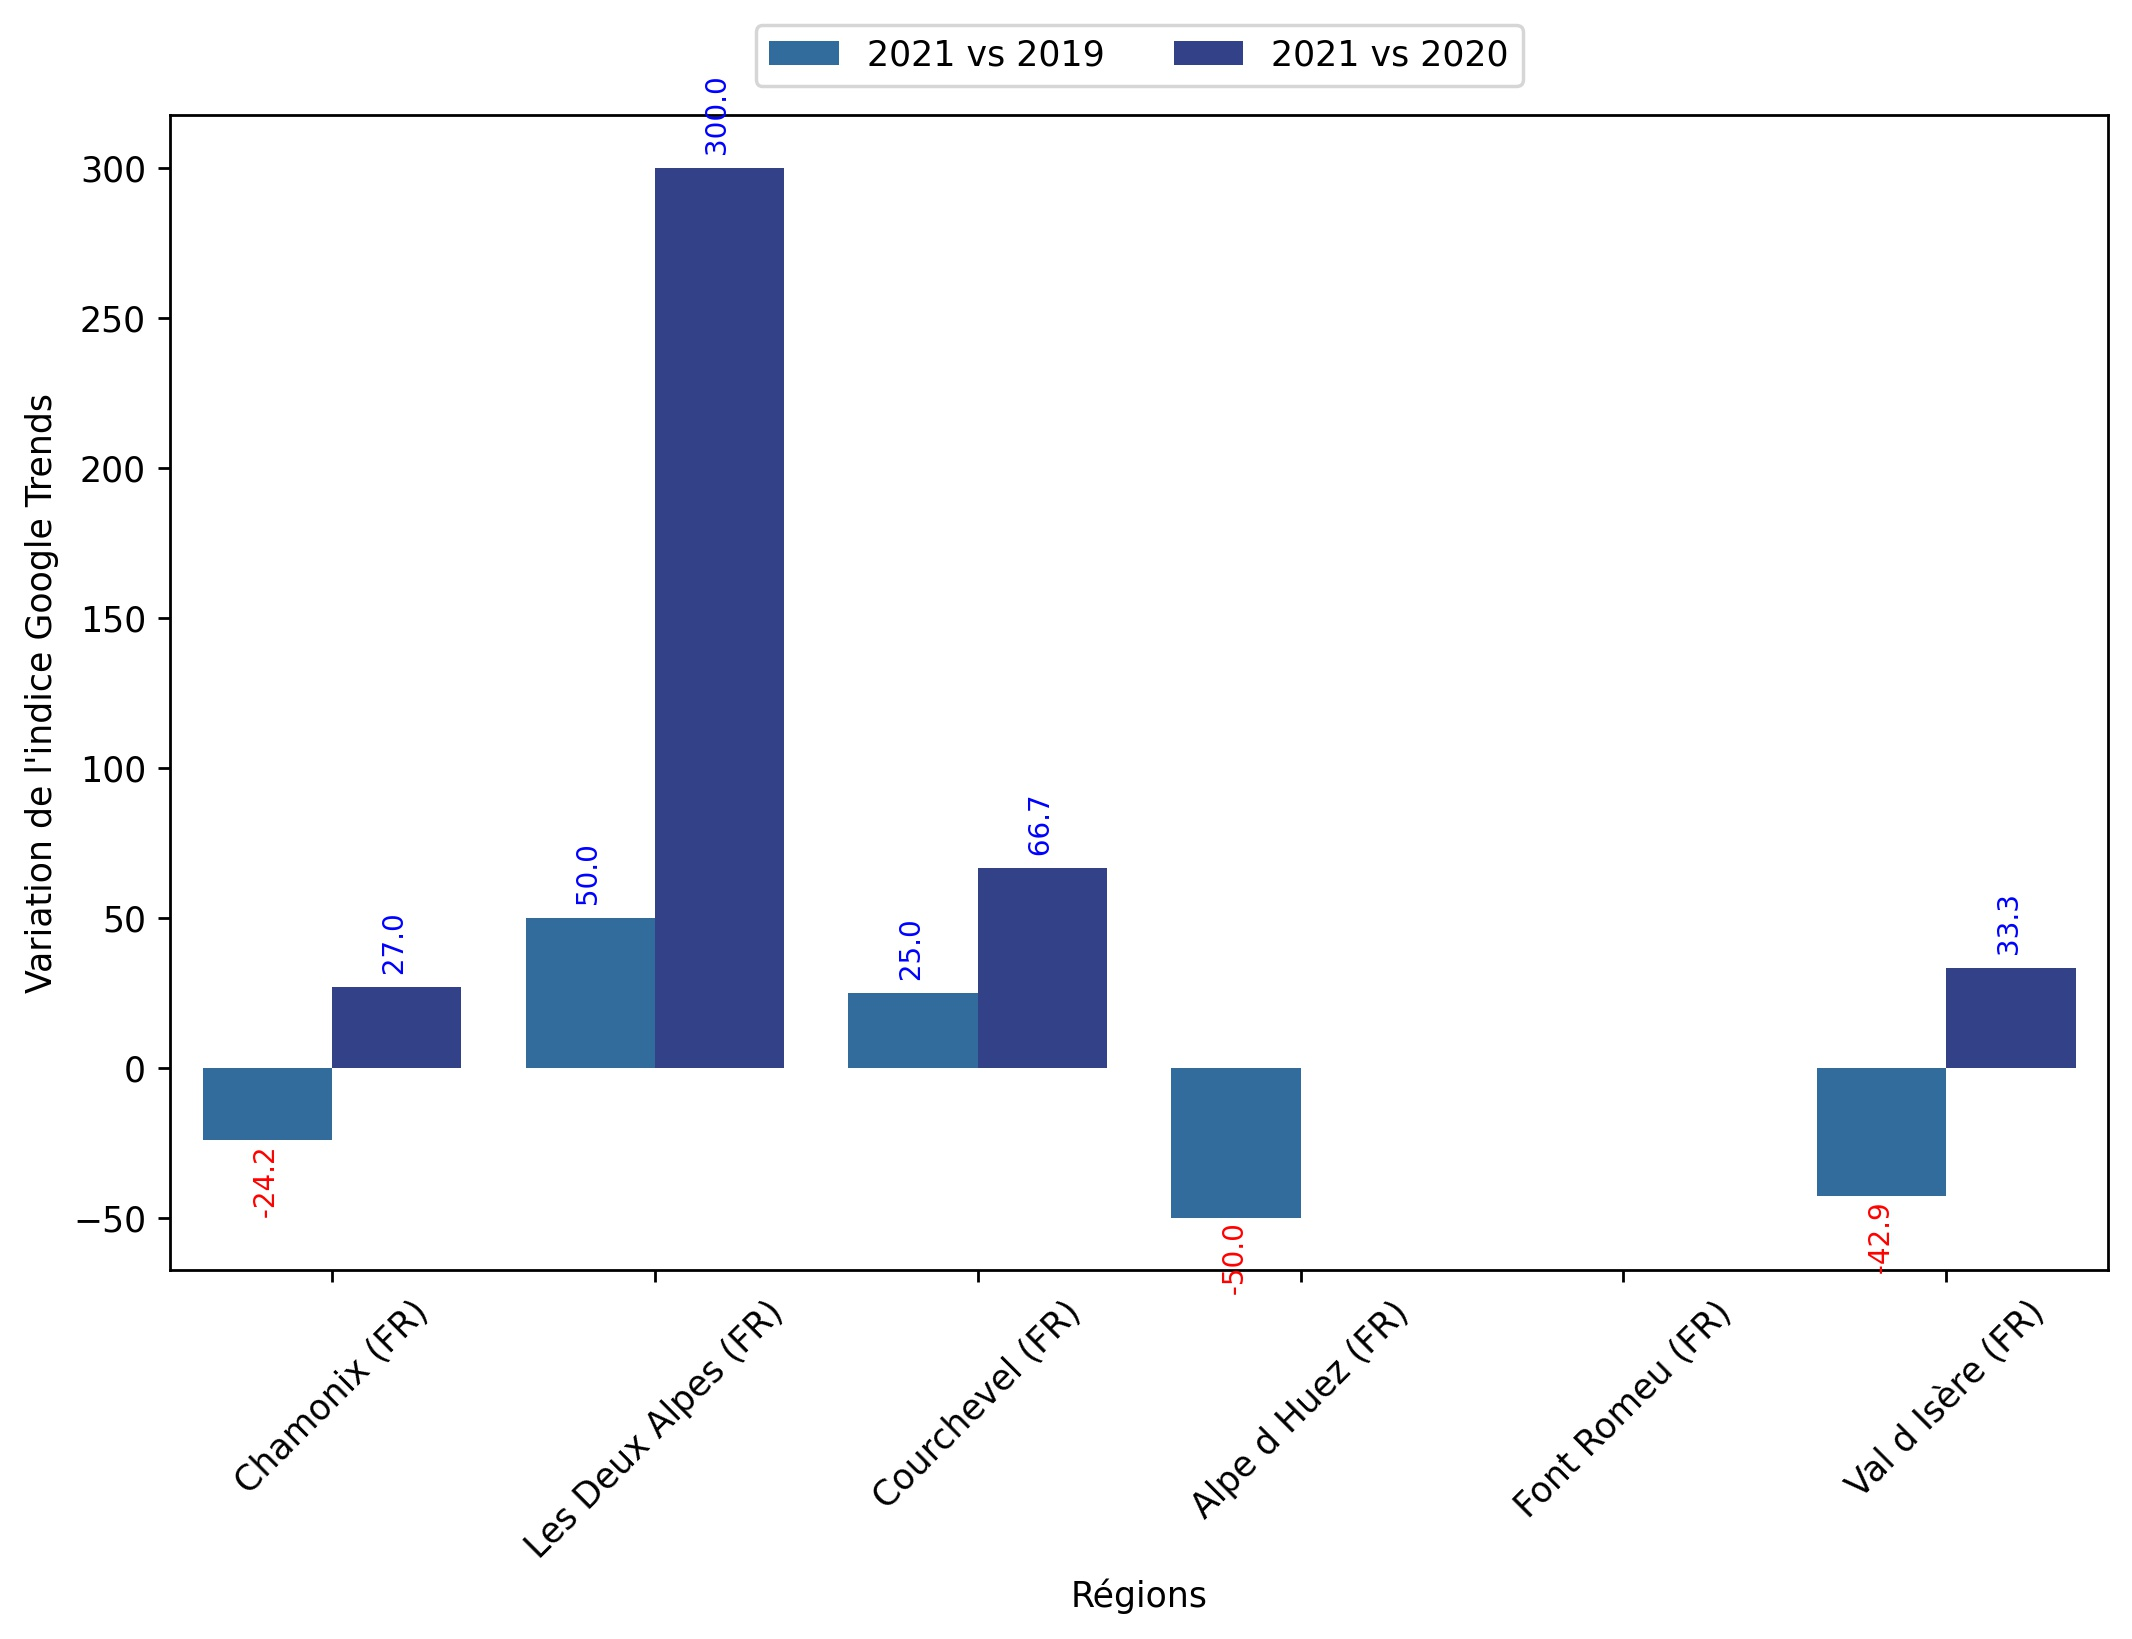 2021 vs 2019
2021 vs 2020
Variation de l'indice Google Trends
300
250
200
150
100
50
0
−50
-24.2
27.0
50.0
300.0
25.0
66.7
-50.0
-42.9
33.3
Chamonix (FR)
Les Deux Alpes (FR)
Courchevel (FR)
Alpe d Huez (FR)
Font Romeu (FR)
Val d Isère (FR)
Régions